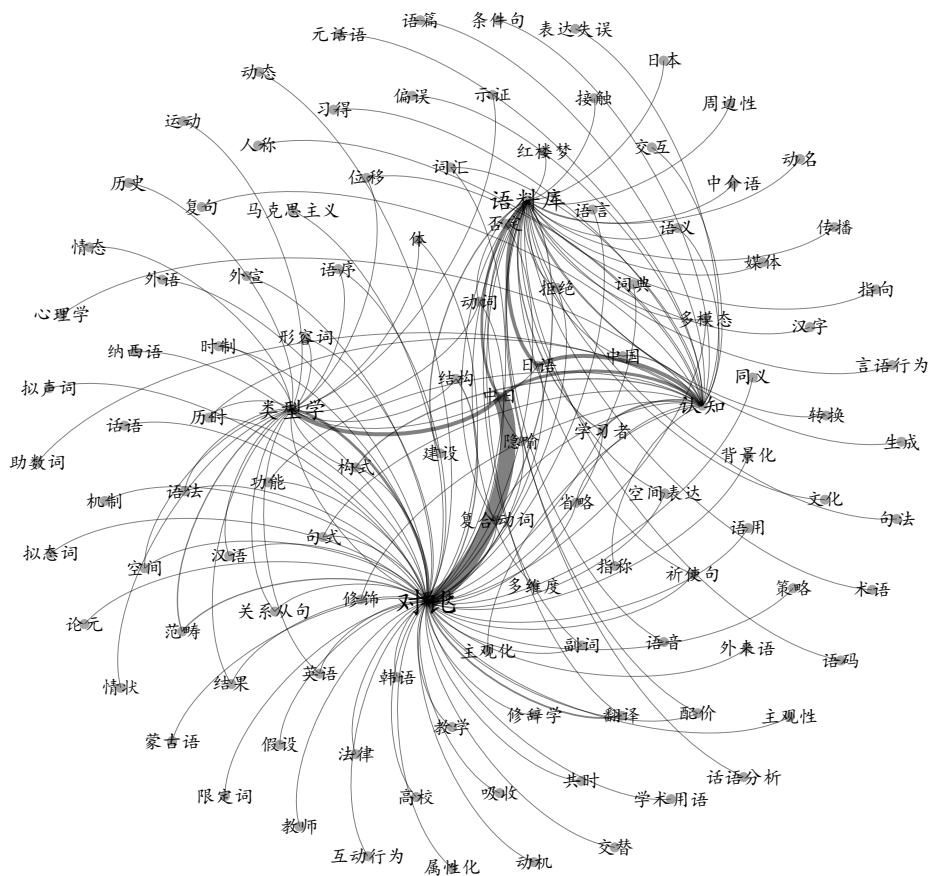 语篇
条件句
表达失误
元话语
日本
动态
偏误
示证
接触
周边性
习得
运动
人称
红楼梦
交互
动名
词汇
位移
历史
中介语
复句
马克思主义
语料库
语言
否定
语义
传播
体
情态
媒体
外语
外宣
语序
拒绝
词典
指向
动词
心理学
多模态
汉字
形容词
时制
纳西语
中国
日语
言语行为
结构
同义
拟声词
中日
类型学
认知
历时
转换
话语
学习者
隐喻
生成
建设
背景化
助数词
构式
功能
语法
空间表达
机制
省略
文化
复合动词
句法
语用
句式
拟态词
汉语
空间
指称
祈使句
多维度
策略
术语
修饰
对比
关系从句
论元
范畴
副词
语音
外来语
主观化
语码
英语
韩语
情状
结果
修辞学
翻译
配价
主观性
教学
蒙古语
假设
法律
话语分析
共时
吸收
学术用语
限定词
高校
教师
交替
互动行为
属性化
动机